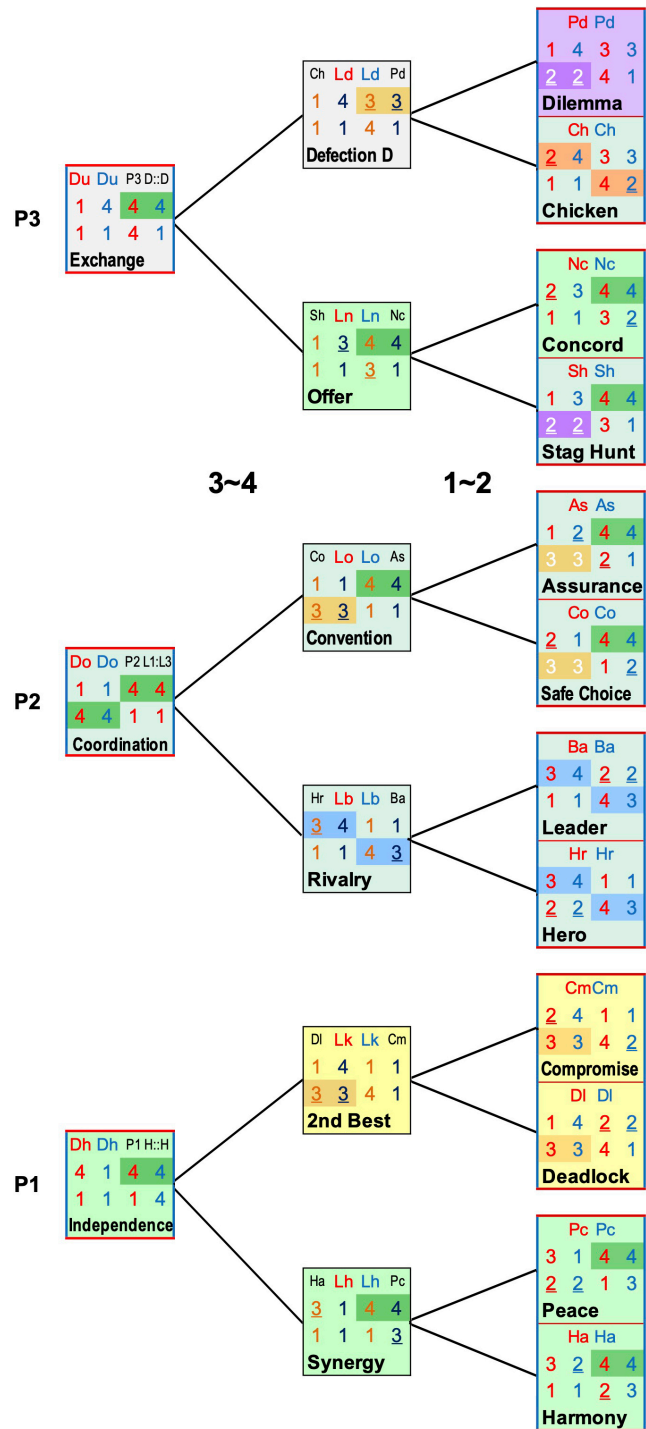 P3
Du Du P3 D::D
1 4 4 4
1 1 4 1
Exchange
Ch Ld Ld Pd
1 4 3 3
1 1 4 1
Defection D
Pd Pd
1 4 3 3
2 2 4 1
Dilemma
Ch Ch
2 4 3 3
1 1 4 2
Chicken
Sh Ln Ln Nc
1 3 4 4
1 1 3 1
Offer
Nc Nc
2 3 4 4
1 1 3 2
Concord
Sh Sh
1 3 4 4
2 2 3 1
Stag Hunt
3~4
1~2
P2
Do Do P2 L1:L3
1 1 4 4
4 4 1 1
Coordination
Co Lo Lo As
1 1 4 4
3 3 1 1
Convention
As As
1 2 4 4
3 3 2 1
Assurance
Co Co
2 1 4 4
3 3 1 2
Safe Choice
Hr Lb Lb Ba
3 4 1 1
1 1 4 3
Rivalry
Ba Ba
3 4 2 2
1 1 4 3
Leader
Hr Hr
3 4 1 1
2 2 4 3
Hero
P1
Dh Dh P1 H::H
4 1 4 4
1 1 1 4
Independence
Dl Lk Lk Cm
1 4 1 1
3 3 4 1
2nd Best
CmCm
2 4 1 1
3 3 4 2
Compromise
Dl Dl
1 4 2 2
3 3 4 1
Deadlock
Ha Lh Lh Pc
3 1 4 4
1 1 1 3
Synergy
Pc Pc
3 1 4 4
2 2 1 3
Peace
Ha Ha
3 2 4 4
1 1 2 3
Harmony